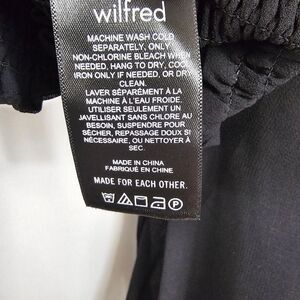 wilfred
MACHINE WASH COLD
SEPARATELY, ONLY
NON-CHLORINE BLEACH WHEN
NEEDED, HANG TO DRY, COOL
IRON ONLY IF NEEDED, OR DRY
CLEAN.
LAVER SÉPARÉMENT À LA
MACHINE À L'EAU FROIDE.
UTILISER SEULEMENT UN
JAVELLISANT SANS CHLORE AU
BESOIN, SUSPENDRE POUR
SÉCHER, REPASSAGE DOUX SI
NÉCESSAIRE, OU NETTOYER À
SEC.
MADE IN CHINA
FABRIQUÉ EN CHINE
MADE FOR EACH OTHER.